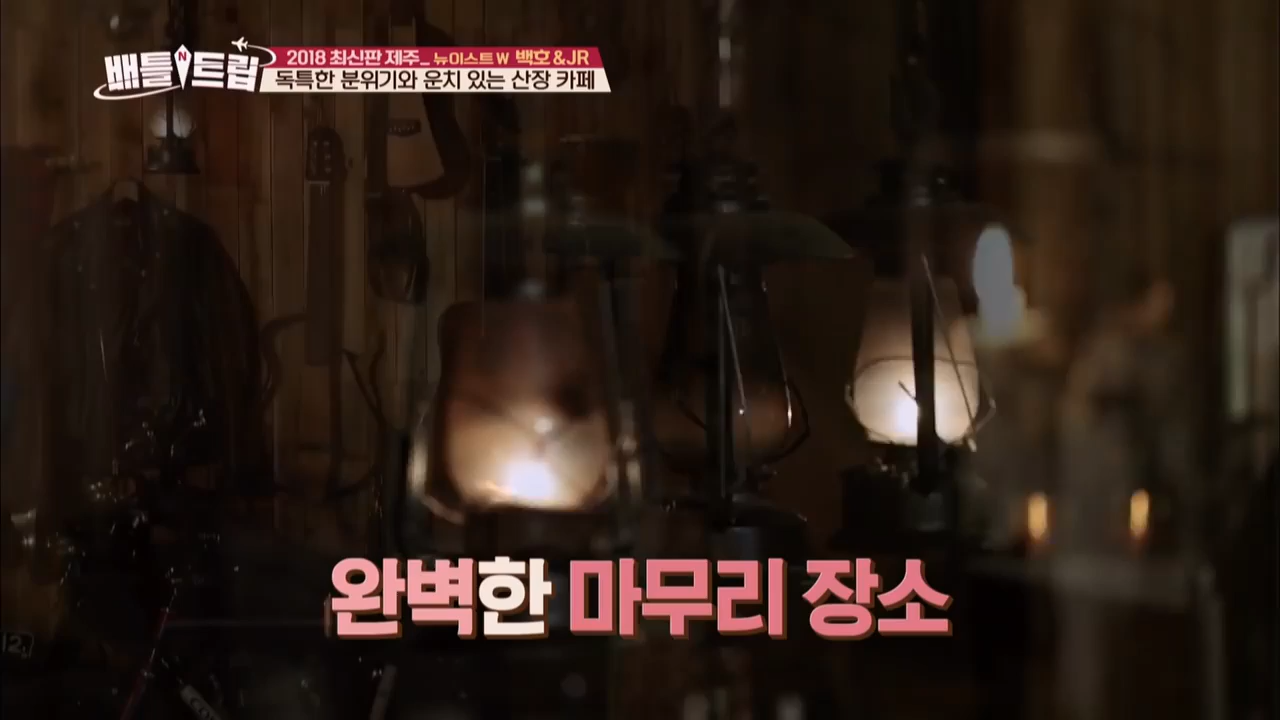 배틀N트립
2018 최신판 제주_ 뉴이스트W 백호&JR
독특한 분위기와 운치 있는 산장 카페
완벽한 마무리 장소